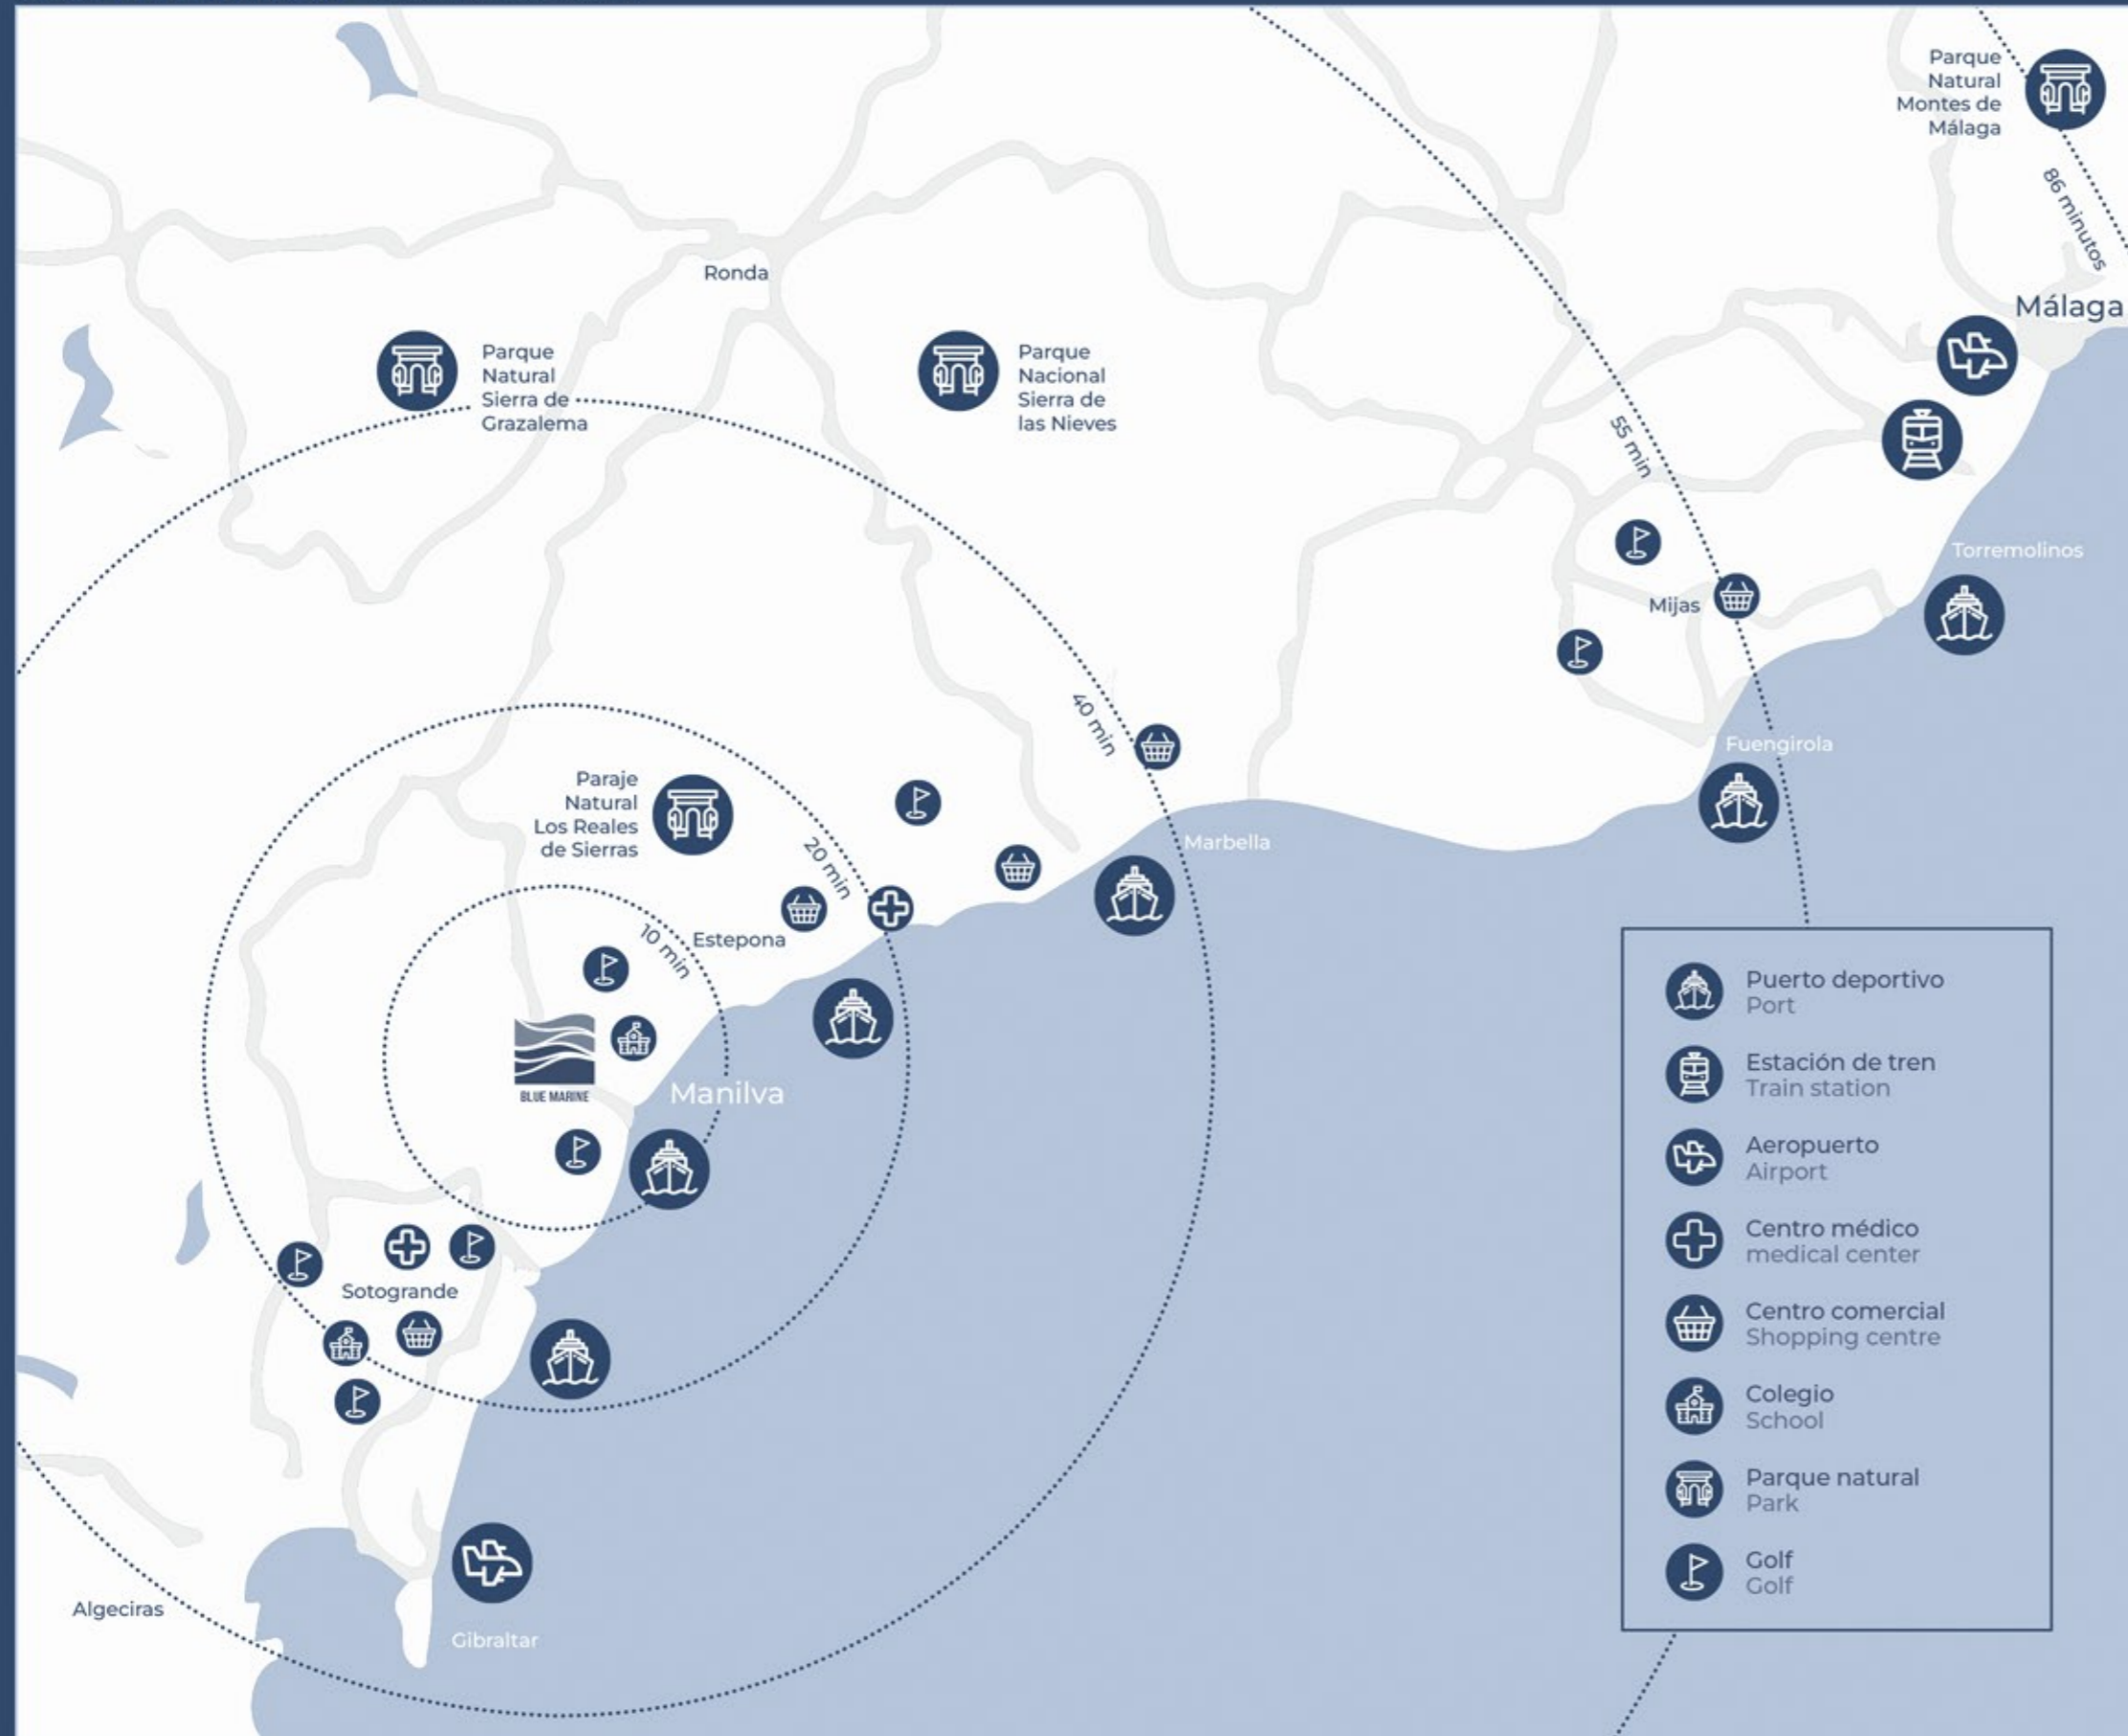 Parque
Natural
Montes de
Málaga
86 minutos
Málaga
Ronda
Parque
Natural
Sierra de
Grazalema
Parque
Nacional
Sierra de
las Nieves
55 min
Torremolinos
Mijas
40 min
Fuengirola
Paraje
Natural
Los Reales
de Sierras
20 min
Marbella
10 min
Estepona
BLUE MARINE
Manilva
Sotogrande
Algeciras
Gibraltar
Puerto deportivo
Port
Estación de tren
Train station
Aeropuerto
Airport
Centro médico
medical center
Centro comercial
Shopping centre
Colegio
School
Parque natural
Park
Golf
Golf